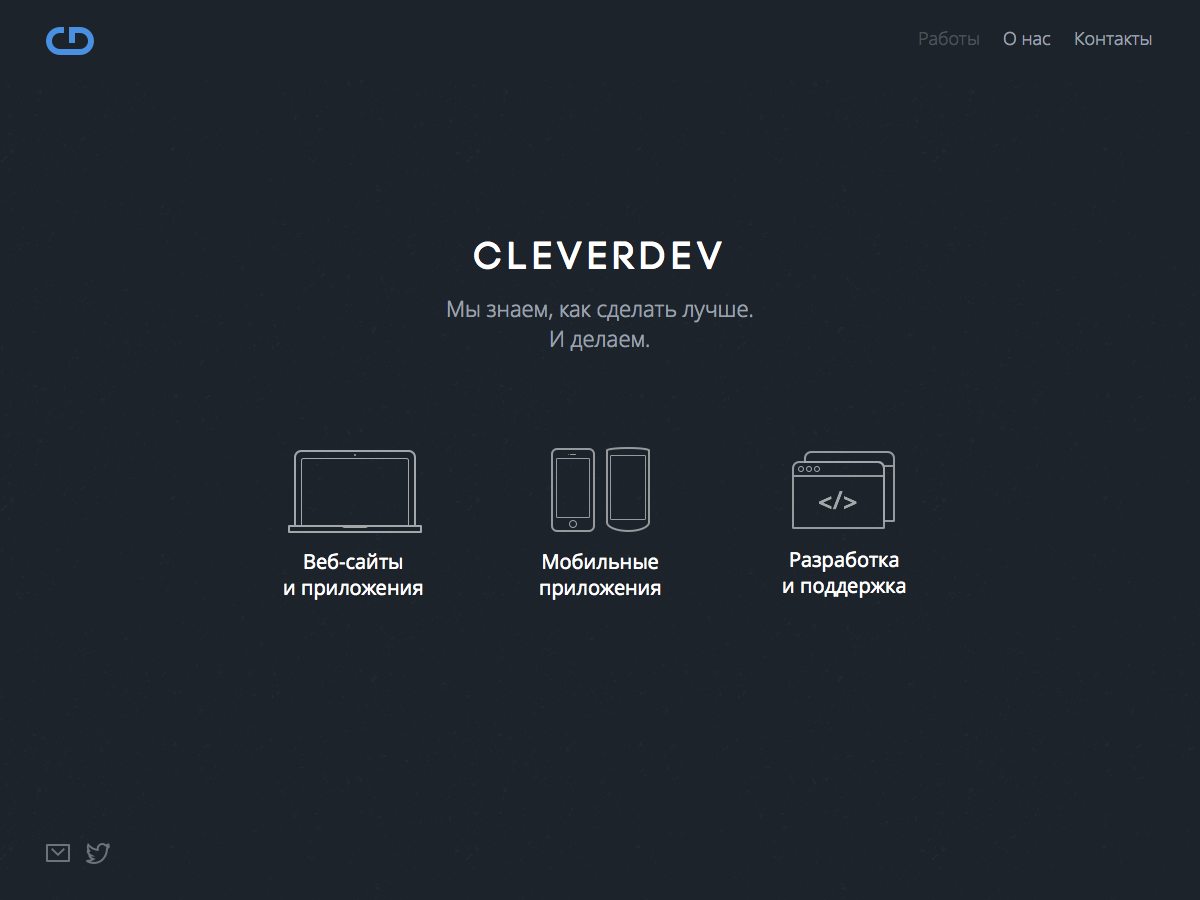 Работы О нас Контакты
CLEVERDEV
Мы знаем, как сделать лучше.
И делаем.
</>
Веб-сайты
и приложения
Мобильные
приложения
Разработка
и поддержка